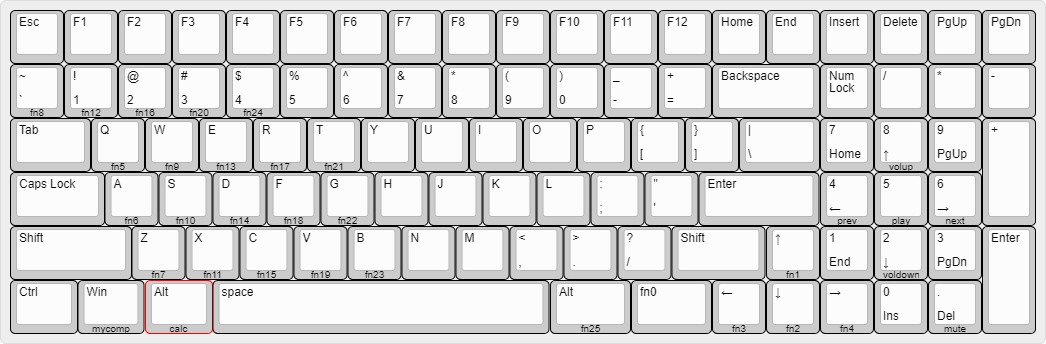 Esc F1 F2 F3 F4 F5 F6 F7 F8 F9 F10 F11 F12 Home End Insert Delete PgUp PgDn
~ ! @ # $ % ^ & * ( ) _ + Backspace Num Lock / * -
` 1 2 3 4 5 6 7 8 9 0 - =
fn8 fn12 fn16 fn20 fn24
Tab Q W E R T Y U I O P { } | 7 8 9 +
[ ] \ Home ↑ PgUp
fn5 fn9 fn13 fn17 fn21 volup
Caps Lock A S D F G H J K L : " Enter 4 5 6
; ' ← →
fn6 fn10 fn14 fn18 fn22 prev play next
Shift Z X C V B N M < > ? Shift ↑ 1 2 3 Enter
, . / End ↓ PgDn
fn7 fn11 fn15 fn19 fn23 fn1 voldown
Ctrl Win Alt space Alt fn0 ← ↓ → 0 .
Ins Del
mycomp calc fn25 fn3 fn2 fn4 mute